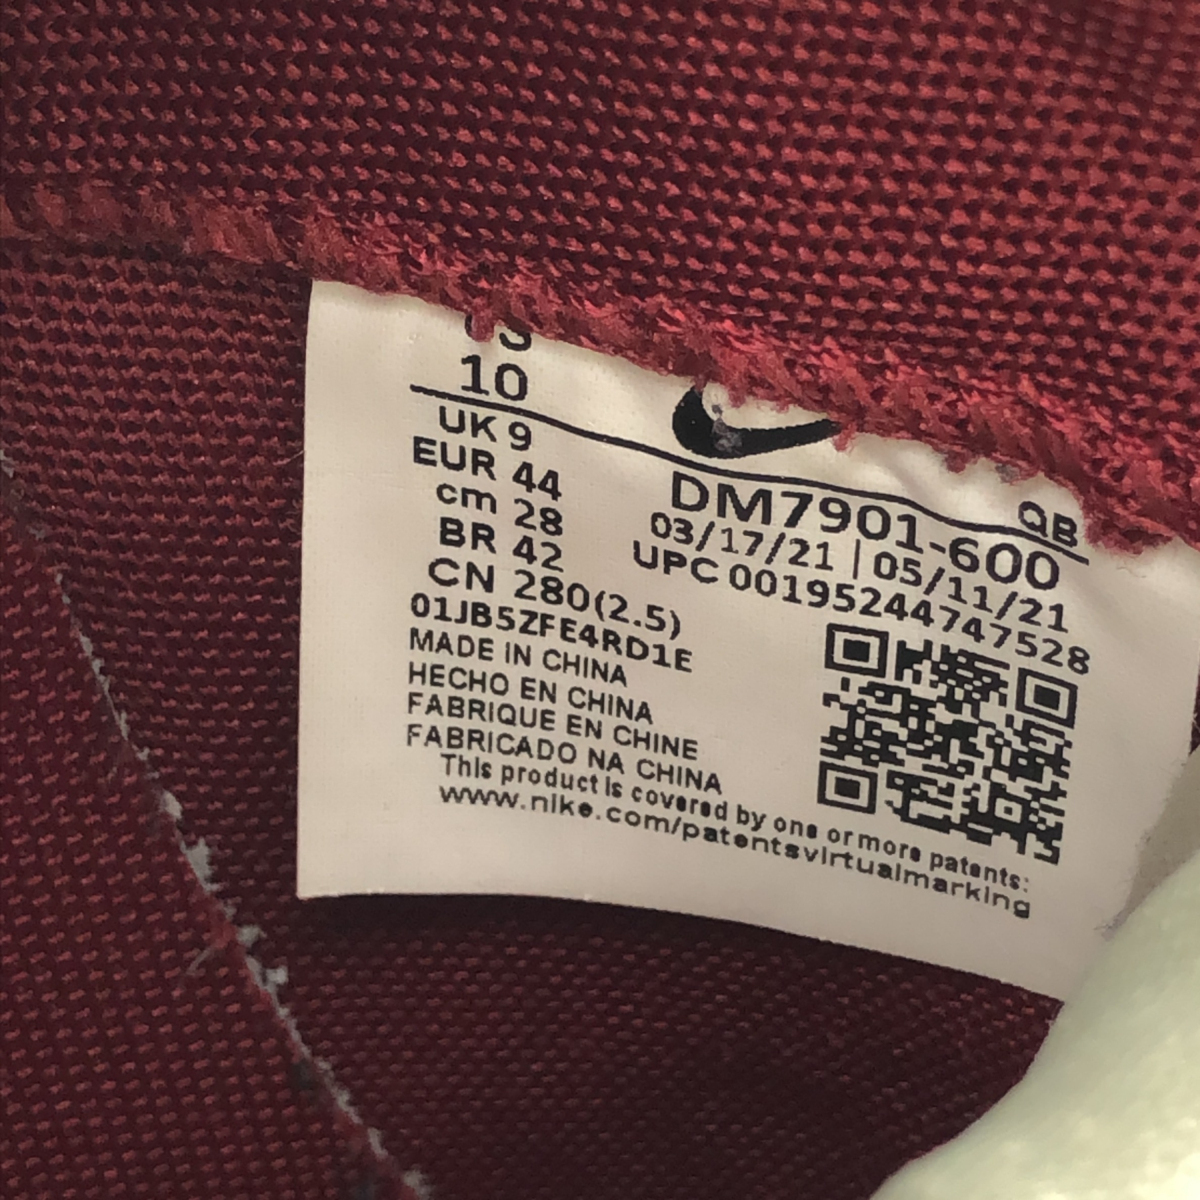 US
10
UK 9
EUR 44
cm 28
BR 42
CN 280(2.5)
01JB5ZFE4RD1E
MADE IN CHINA
HECHO EN CHINA
FABRIQUE EN CHINE
FABRICADO NA CHINA
This product is covered by one or more patents:
www.nike.com/patentsvirtualmarking
QB
DM7901-600
03/17/21 | 05/11/21
UPC 00195244747528